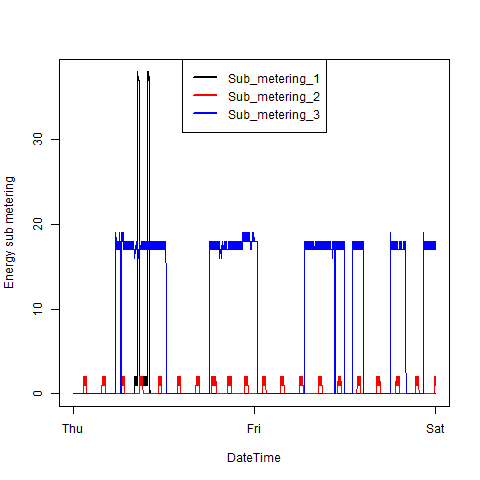 Sub_metering_1
Sub_metering_2
Sub_metering_3
Energy sub metering
30
20
10
0
Thu Fri Sat
DateTime